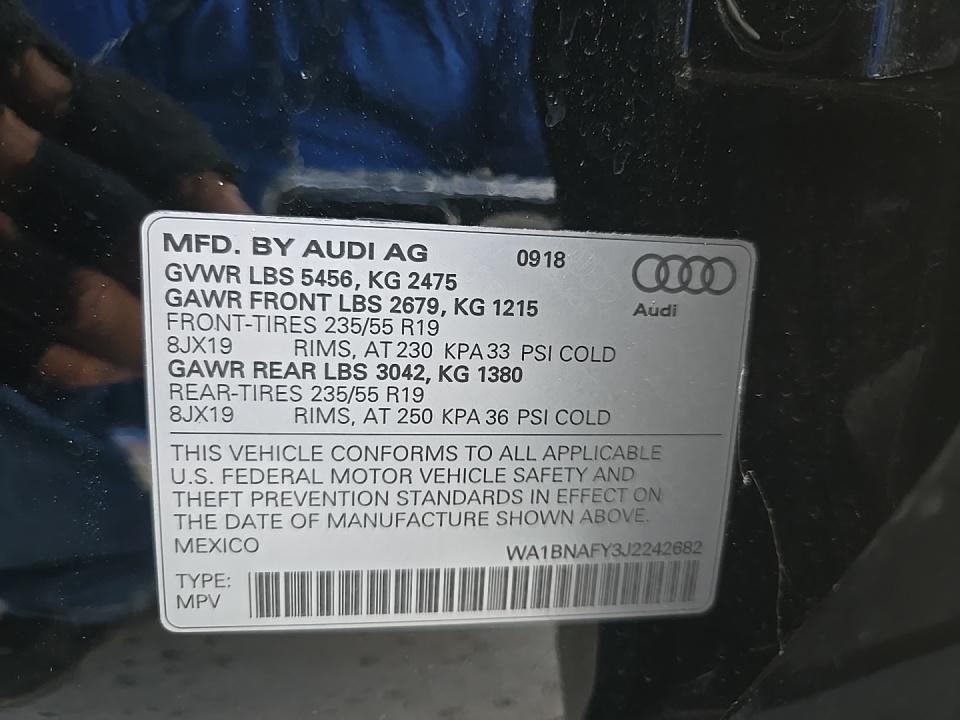 MFD. BY AUDI AG 0918
GVWR LBS 5456, KG 2475
GAWR FRONT LBS 2679, KG 1215
Audi
FRONT-TIRES 235/55 R19
8JX19 RIMS, AT 230 KPA 33 PSI COLD
GAWR REAR LBS 3042, KG 1380
REAR-TIRES 235/55 R19
8JX19 RIMS, AT 250 KPA 36 PSI COLD
THIS VEHICLE CONFORMS TO ALL APPLICABLE
U.S. FEDERAL MOTOR VEHICLE SAFETY AND
THEFT PREVENTION STANDARDS IN EFFECT ON
THE DATE OF MANUFACTURE SHOWN ABOVE.
MEXICO WA1BNAFY3J2242682
TYPE:
MPV